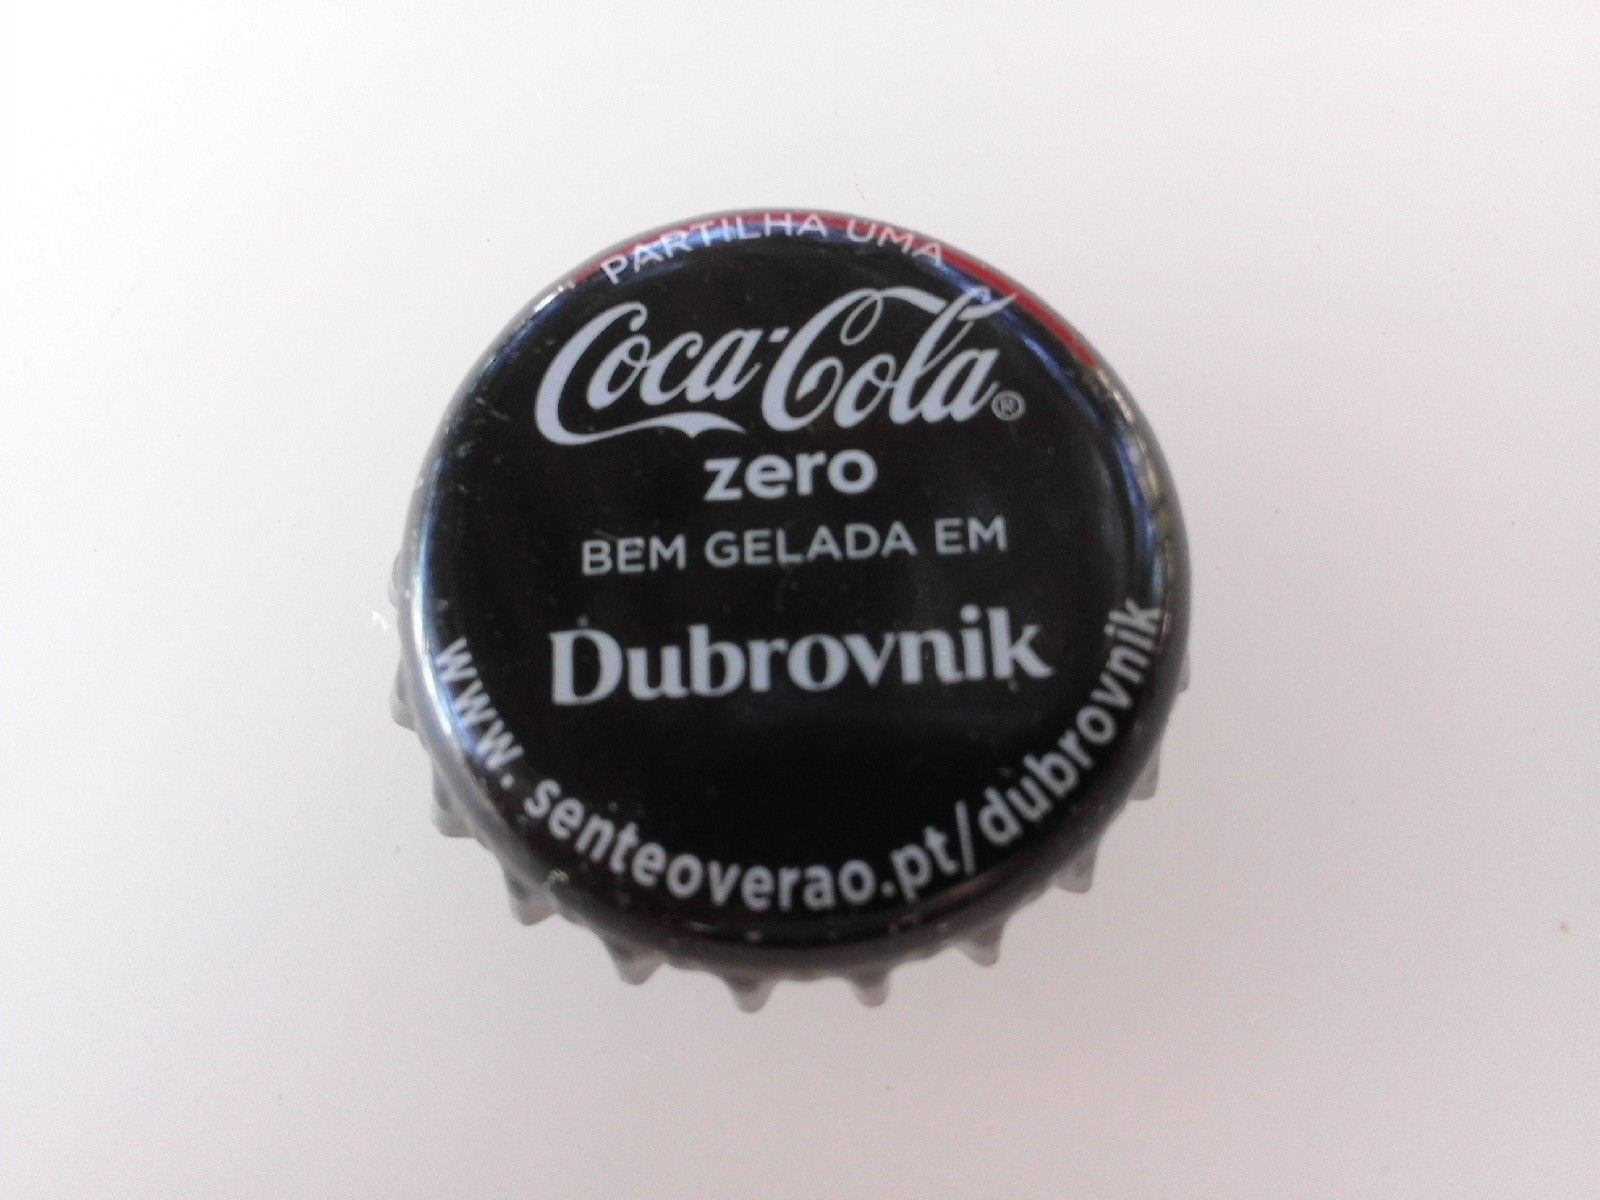 PARTILHA UMA
Coca-Cola®
zero
BEM GELADA EM
Dubrovnik
www.senteoverao.pt/dubrovnik